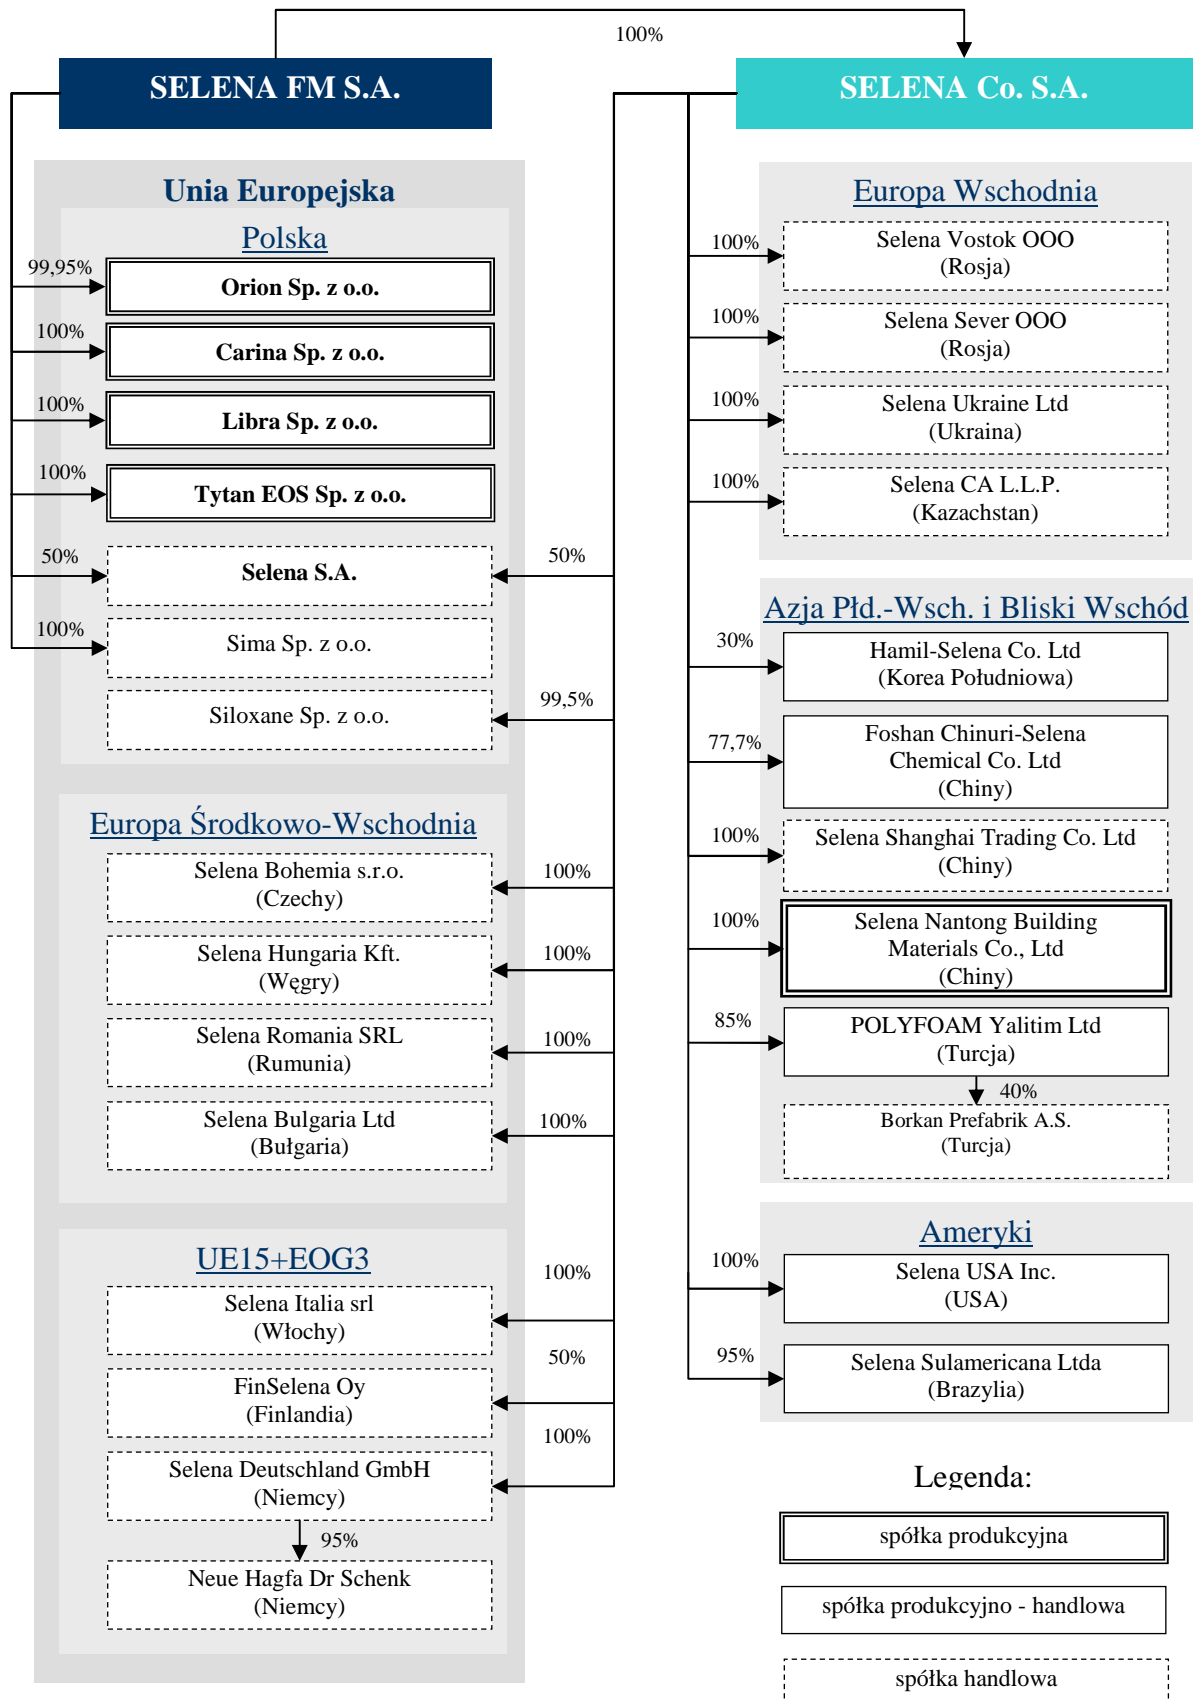 100%
SELENA FM S.A.
SELENA Co. S.A.
Unia Europejska
Polska
99,95%
Orion Sp. z o.o.
100%
Carina Sp. z o.o.
100%
Libra Sp. z o.o.
100%
Tytan EOS Sp. z o.o.
50%
Selena S.A.
50%
100%
Sima Sp. z o.o.
Siloxane Sp. z o.o.
99,5%
Europa Środkowo-Wschodnia
Selena Bohemia s.r.o.
(Czechy)
100%
Selena Hungaria Kft.
(Węgry)
100%
Selena Romania SRL
(Rumunia)
100%
Selena Bulgaria Ltd
(Bułgaria)
100%
UE15+EOG3
100%
Selena Italia srl
(Włochy)
50%
FinSelena Oy
(Finlandia)
100%
Selena Deutschland GmbH
(Niemcy)
95%
Neue Hagfa Dr Schenk
(Niemcy)
Europa Wschodnia
100%
Selena Vostok OOO
(Rosja)
100%
Selena Sever OOO
(Rosja)
100%
Selena Ukraine Ltd
(Ukraina)
100%
Selena CA L.L.P.
(Kazachstan)
Azja Płd.-Wsch. i Bliski Wschód
30%
Hamil-Selena Co. Ltd
(Korea Południowa)
77,7%
Foshan Chinuri-Selena
Chemical Co. Ltd
(Chiny)
100%
Selena Shanghai Trading Co. Ltd
(Chiny)
100%
Selena Nantong Building
Materials Co., Ltd
(Chiny)
85%
POLYFOAM Yalitim Ltd
(Turcja)
40%
Borkan Prefabrik A.S.
(Turcja)
Ameryki
100%
Selena USA Inc.
(USA)
95%
Selena Sulamericana Ltda
(Brazylia)
Legenda:
spółka produkcyjna
spółka produkcyjno - handlowa
spółka handlowa